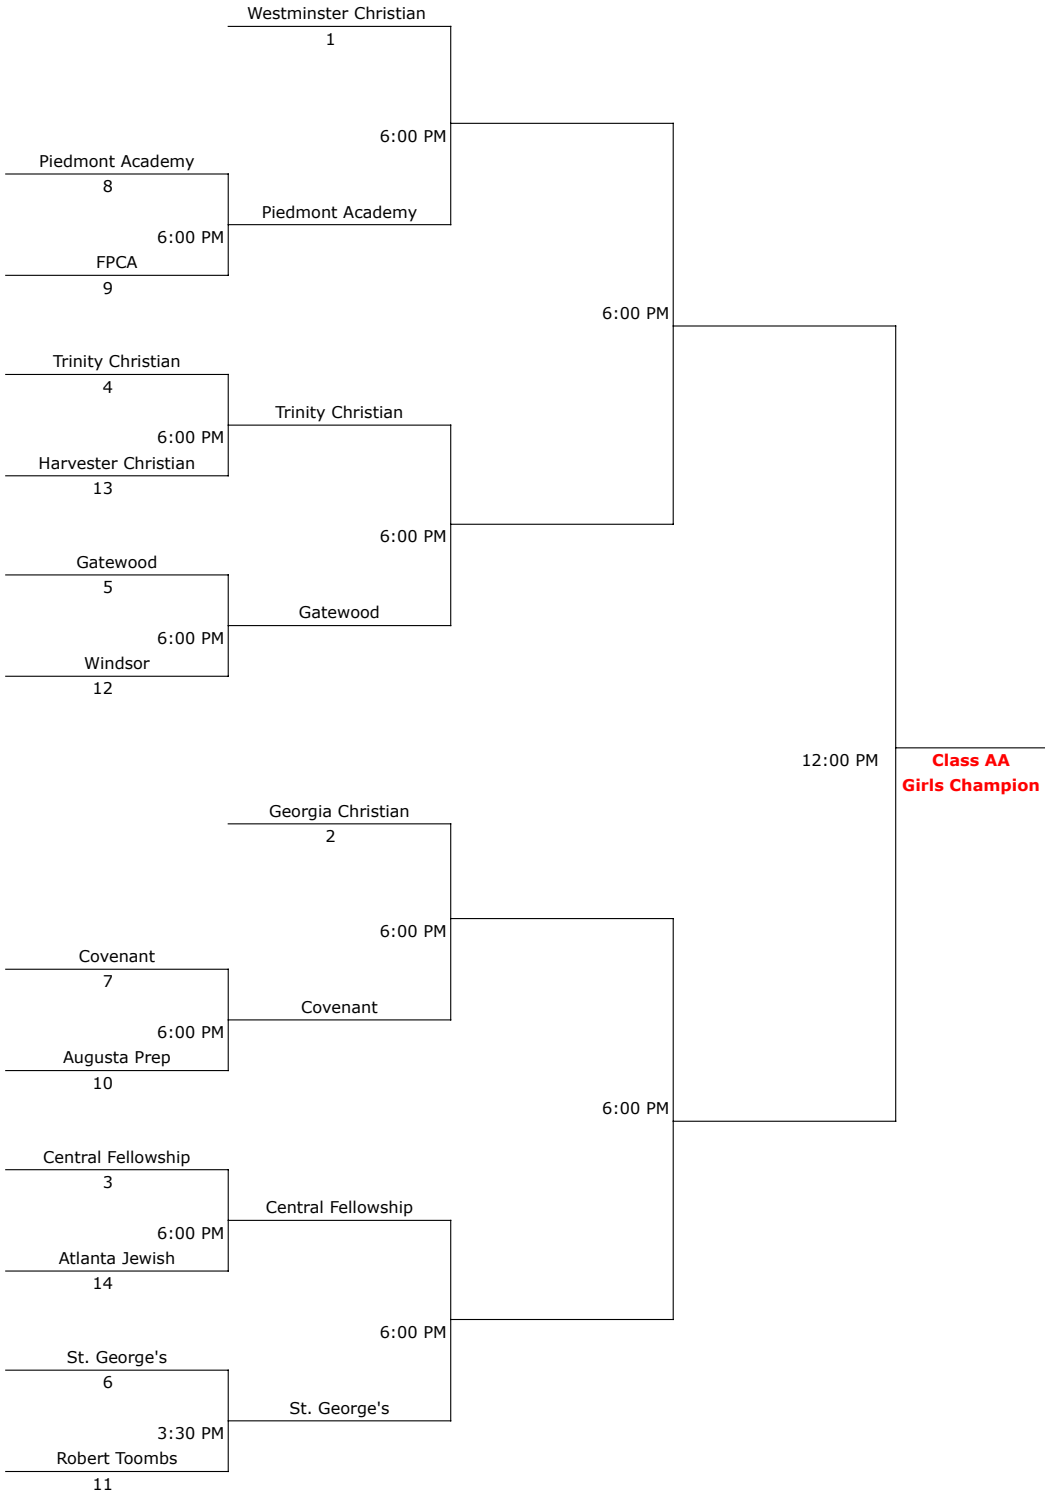 Westminster Christian
1
6:00 PM
Piedmont Academy
8
Piedmont Academy
6:00 PM
FPCA
9
6:00 PM
Trinity Christian
4
Trinity Christian
6:00 PM
Harvester Christian
13
6:00 PM
Gatewood
5
Gatewood
6:00 PM
Windsor
12
12:00 PM
Class AA
Girls Champion
Georgia Christian
2
6:00 PM
Covenant
7
Covenant
6:00 PM
Augusta Prep
10
6:00 PM
Central Fellowship
3
Central Fellowship
6:00 PM
Atlanta Jewish
14
6:00 PM
St. George's
6
St. George's
3:30 PM
Robert Toombs
11